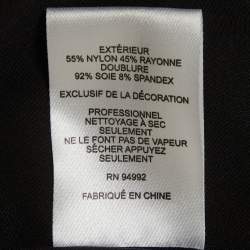 EXTÉRIEUR
55% NYLON 45% RAYONNE
DOUBLURE
92% SOIE 8% SPANDEX
EXCLUSIF DE LA DÉCORATION
PROFESSIONNEL
NETTOYAGE À SEC
SEULEMENT
NE LE FONT PAS DE VAPEUR
SÈCHER APPUYEZ
SEULEMENT
RN 94992
FABRIQUÉ EN CHINE